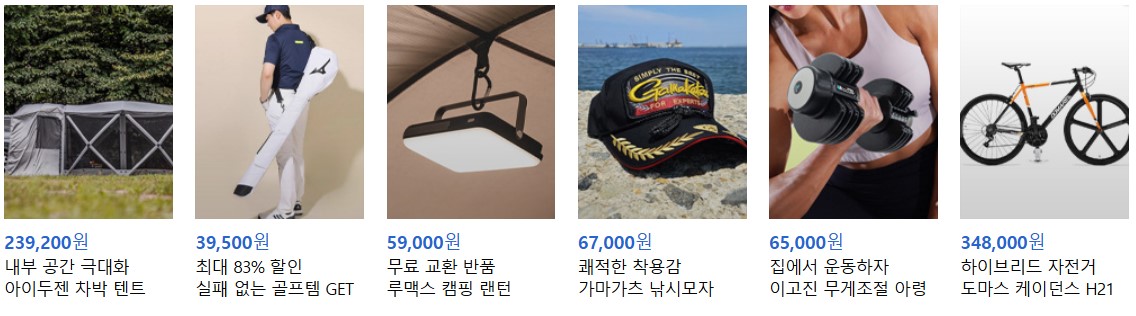 SIMPLY THE BEST
Gamakatsu
FOR EXPERTS
239,200원
내부 공간 극대화
아이두젠 차박 텐트
39,500원
최대 83% 할인
실패 없는 골프템 GET
59,000원
무료 교환 반품
루맥스 캠핑 랜턴
67,000원
쾌적한 착용감
가마가츠 낚시모자
65,000원
집에서 운동하자
이고진 무게조절 아령
348,000원
하이브리드 자전거
도마스 케이던스 H21